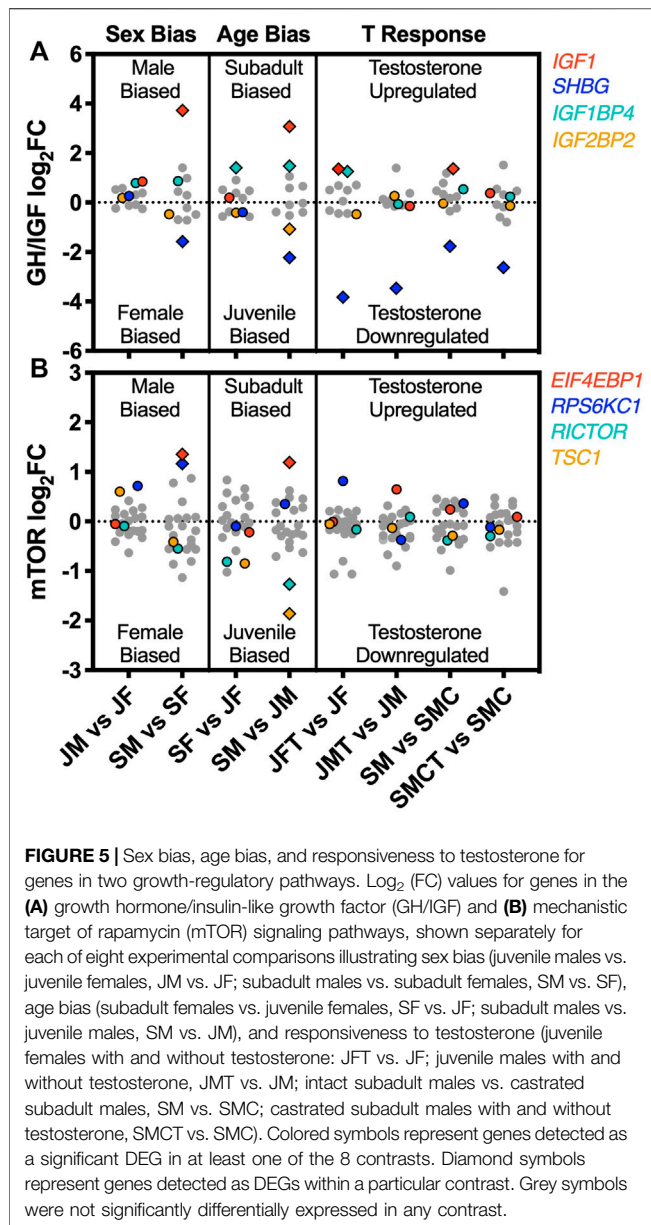 Sex Bias Age Bias T Response
A
Male Biased
Subadult Biased
Testosterone Upregulated
IGF1
SHBG
IGF1BP4
IGF2BP2
GH/IGF log2FC
6
4
2
0
-2
-4
-6
Female Biased
Juvenile Biased
Testosterone Downregulated
B
Male Biased
Subadult Biased
Testosterone Upregulated
EIF4EBP1
RPS6KC1
RICTOR
TSC1
mTOR log2FC
3
2
1
0
-1
-2
-3
Female Biased
Juvenile Biased
Testosterone Downregulated
JM vs JF
SM vs SF
SF vs JF
SM vs JM
JFT vs JF
JMT vs JM
SM vs SMC
SMCT vs SMC
FIGURE 5 | Sex bias, age bias, and responsiveness to testosterone for
genes in two growth-regulatory pathways. Log2 (FC) values for genes in the
(A) growth hormone/insulin-like growth factor (GH/IGF) and (B) mechanistic
target of rapamycin (mTOR) signaling pathways, shown separately for
each of eight experimental comparisons illustrating sex bias (juvenile males vs.
juvenile females, JM vs. JF; subadult males vs. subadult females, SM vs. SF),
age bias (subadult females vs. juvenile females, SF vs. JF; subadult males vs.
juvenile males, SM vs. JM), and responsiveness to testosterone (juvenile
females with and without testosterone: JFT vs. JF; juvenile males with and
without testosterone, JMT vs. JM; intact subadult males vs. castrated
subadult males, SM vs. SMC; castrated subadult males with and without
testosterone, SMCT vs. SMC). Colored symbols represent genes detected as
a significant DEG in at least one of the 8 contrasts. Diamond symbols
represent genes detected as DEGs within a particular contrast. Grey symbols
were not significantly differentially expressed in any contrast.